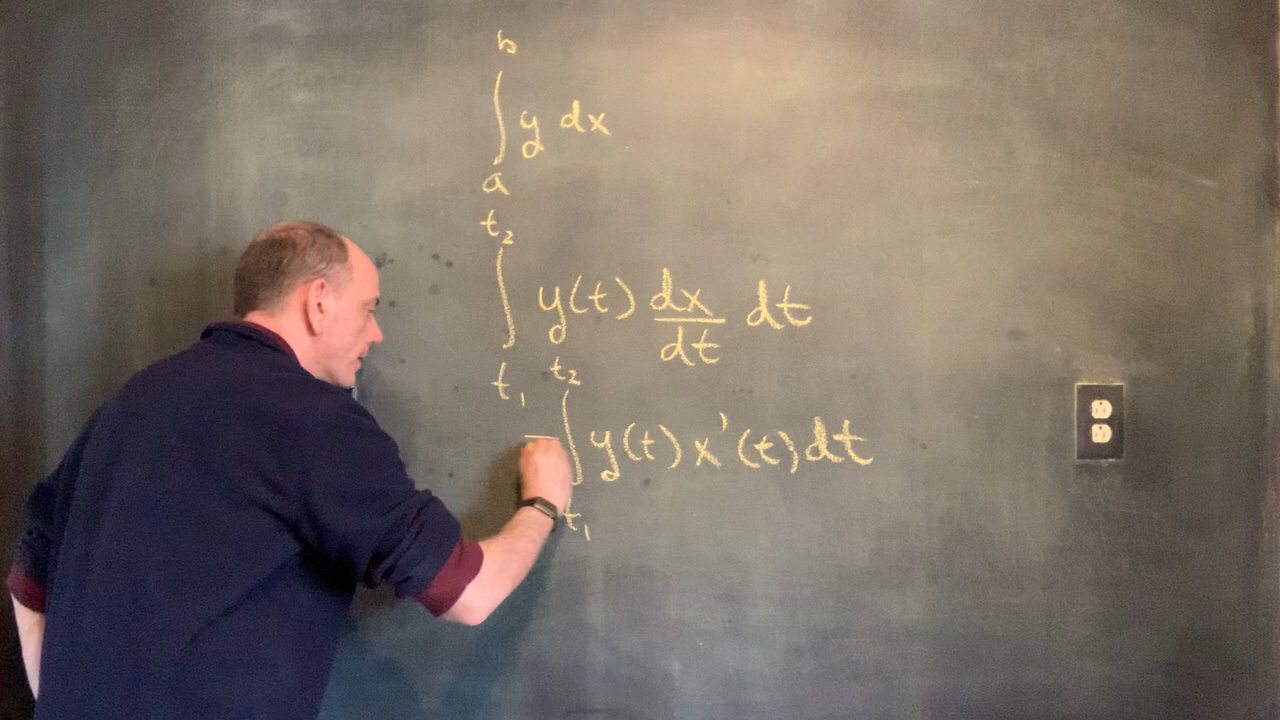 b
∫ y dx
a
t₂
∫ y(t) dx/dt dt
t₁
t₂
∫ y(t) x'(t) dt
t₁